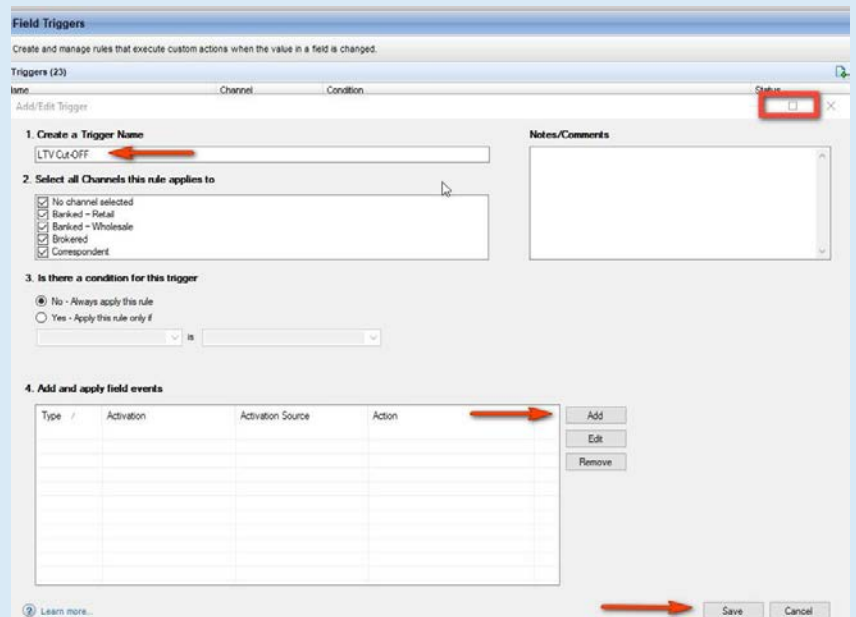 Field Triggers
Create and manage rules that execute custom actions when the value in a field is changed.
Triggers (23)
lame Channel Condition Status
Add/Edit Trigger
1. Create a Trigger Name
LTV Cut-OFF
Notes/Comments
2. Select all Channels this rule applies to
No channel selected
Banked - Retail
Banked - Wholesale
Brokered
Correspondent
3. Is there a condition for this trigger
No - Always apply this rule
Yes - Apply this rule only if
is
4. Add and apply field events
Type / Activation Activation Source Action
Add
Edit
Remove
Learn more...
Save Cancel